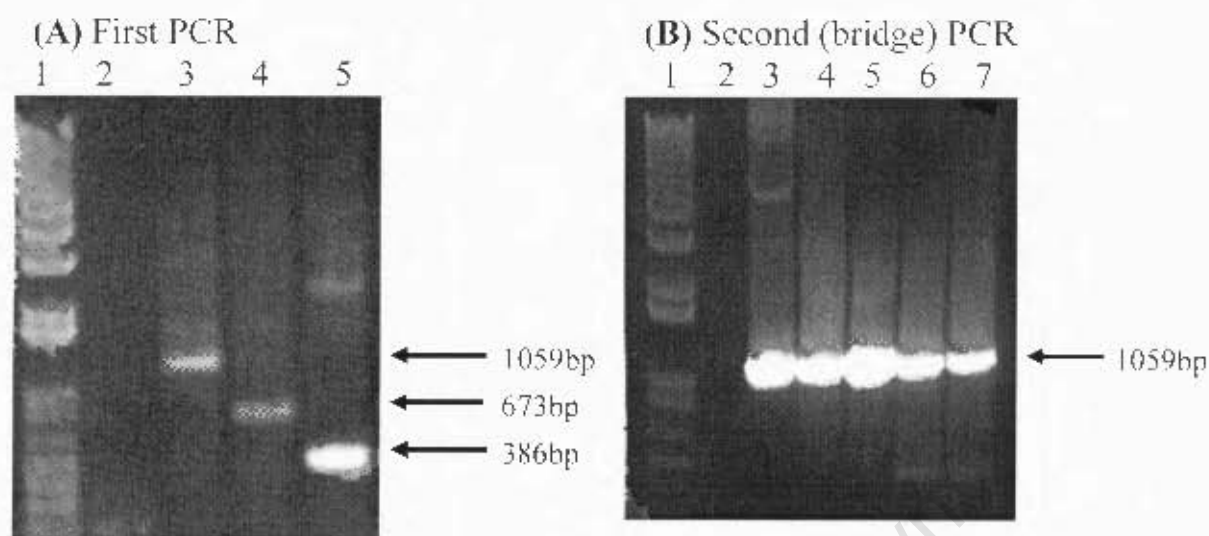 (A) First PCR
1 2 3 4 5
1059bp
673bp
386bp
(B) Second (bridge) PCR
1 2 3 4 5 6 7
1059bp